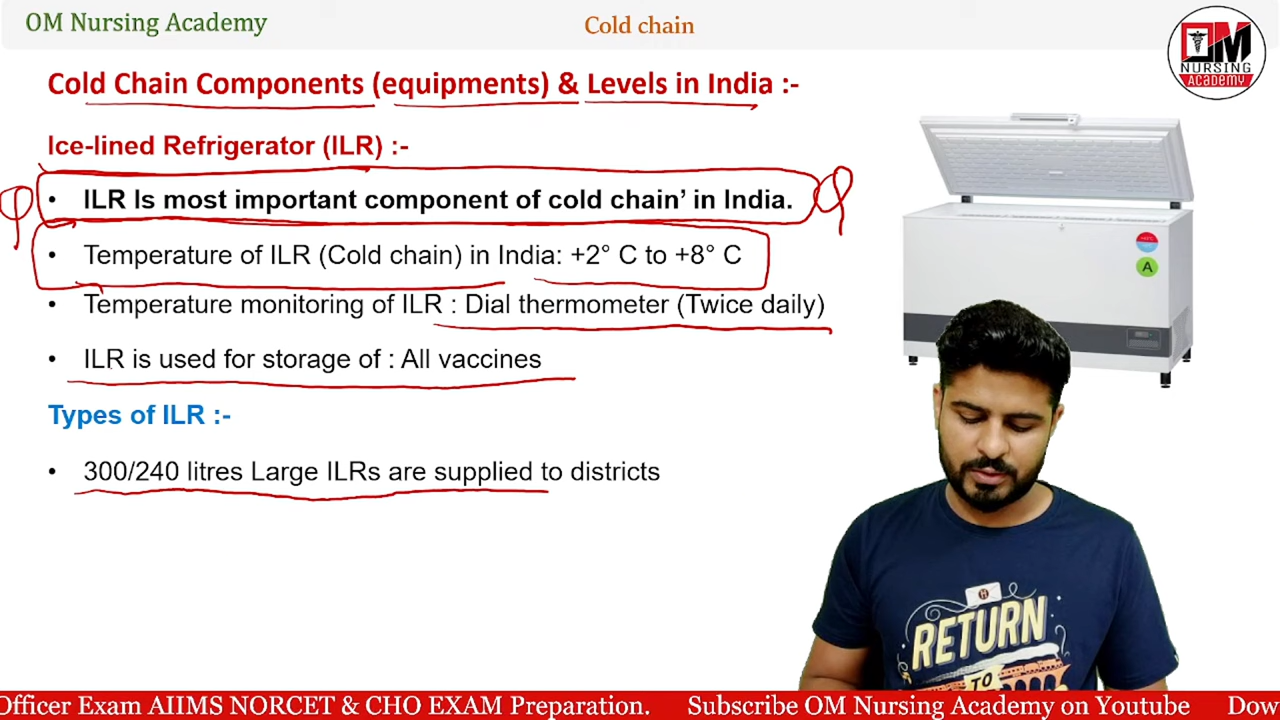 OM Nursing Academy
Cold chain
OM
NURSING
ACADEMY
Cold Chain Components (equipments) & Levels in India :-
Ice-lined Refrigerator (ILR) :-
• ILR Is most important component of cold chain’ in India.
• Temperature of ILR (Cold chain) in India: +2° C to +8° C
• Temperature monitoring of ILR : Dial thermometer (Twice daily)
• ILR is used for storage of : All vaccines
A
Types of ILR :-
• 300/240 litres Large ILRs are supplied to districts
RETURN
TO
Officer Exam AIIMS NORCET & CHO EXAM Preparation. Subscribe OM Nursing Academy on Youtube Dow